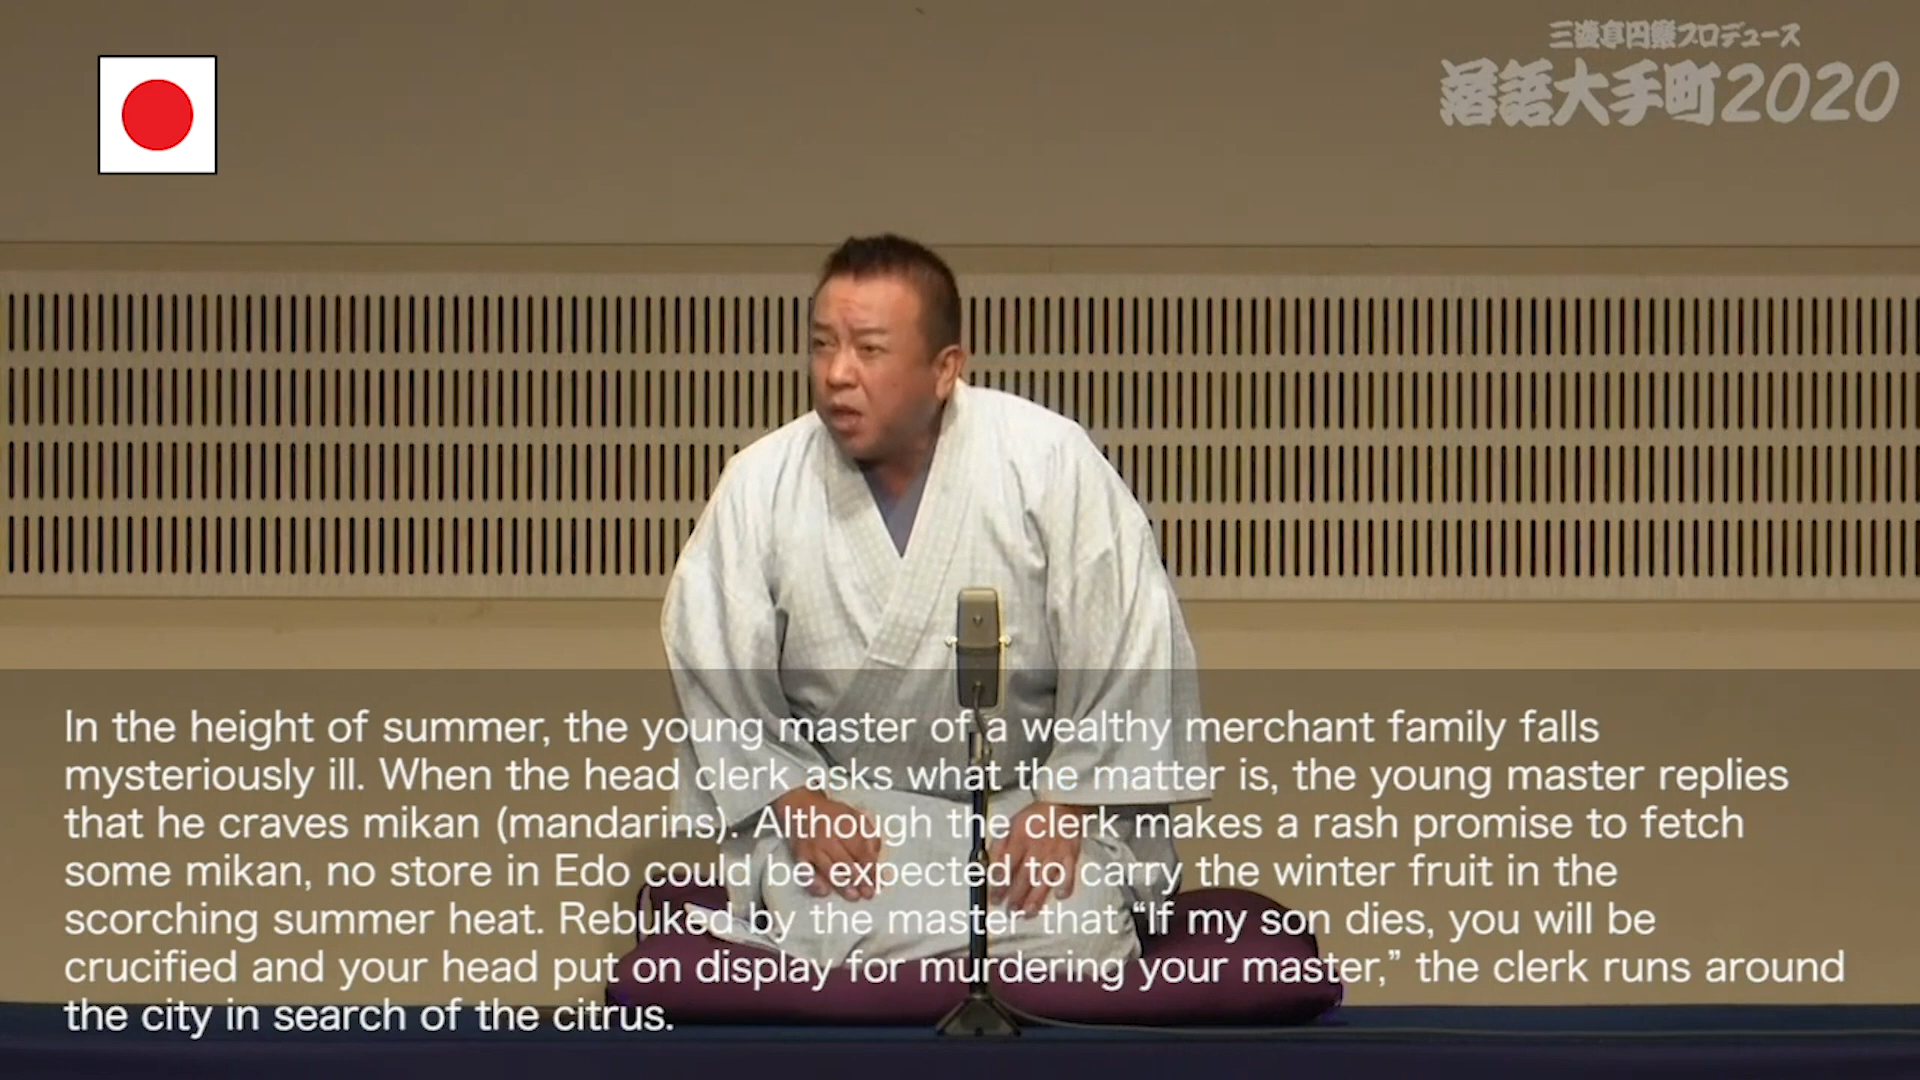 三遊亭円樂プロデュース
落語大手町2020
In the height of summer, the young master of a wealthy merchant family falls
mysteriously ill. When the head clerk asks what the matter is, the young master replies
that he craves mikan (mandarins). Although the clerk makes a rash promise to fetch
some mikan, no store in Edo could be expected to carry the winter fruit in the
scorching summer heat. Rebuked by the master that “If my son dies, you will be
crucified and your head put on display for murdering your master,” the clerk runs around
the city in search of the citrus.